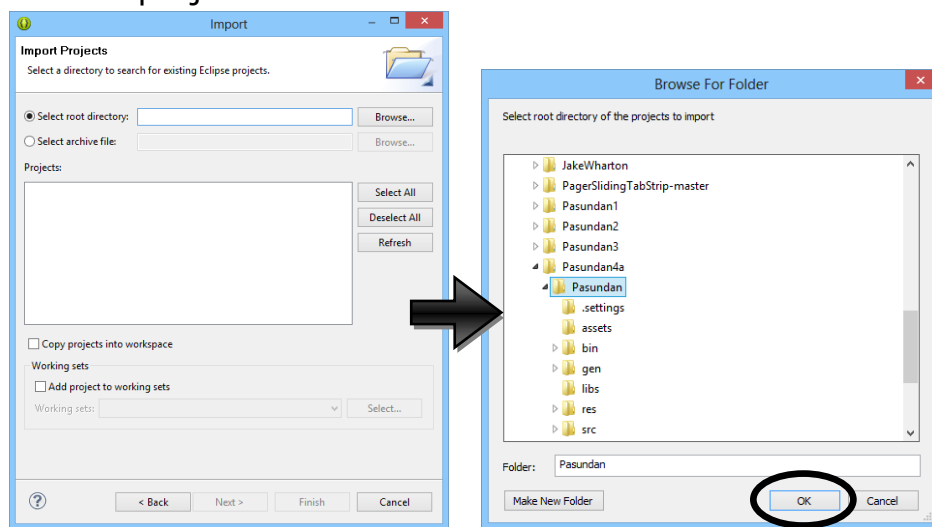 Import
Import Projects
Select a directory to search for existing Eclipse projects.
Select root directory:
Browse...
Select archive file:
Browse...
Projects:
Select All
Deselect All
Refresh
Copy projects into workspace
Working sets
Add project to working sets
Working sets:
Select...
< Back
Next >
Finish
Cancel
Browse For Folder
Select root directory of the projects to import
JakeWharton
PagerSlidingTabStrip-master
Pasundan1
Pasundan2
Pasundan3
Pasundan4a
Pasundan
.settings
assets
bin
gen
libs
res
src
Folder:
Pasundan
Make New Folder
OK
Cancel